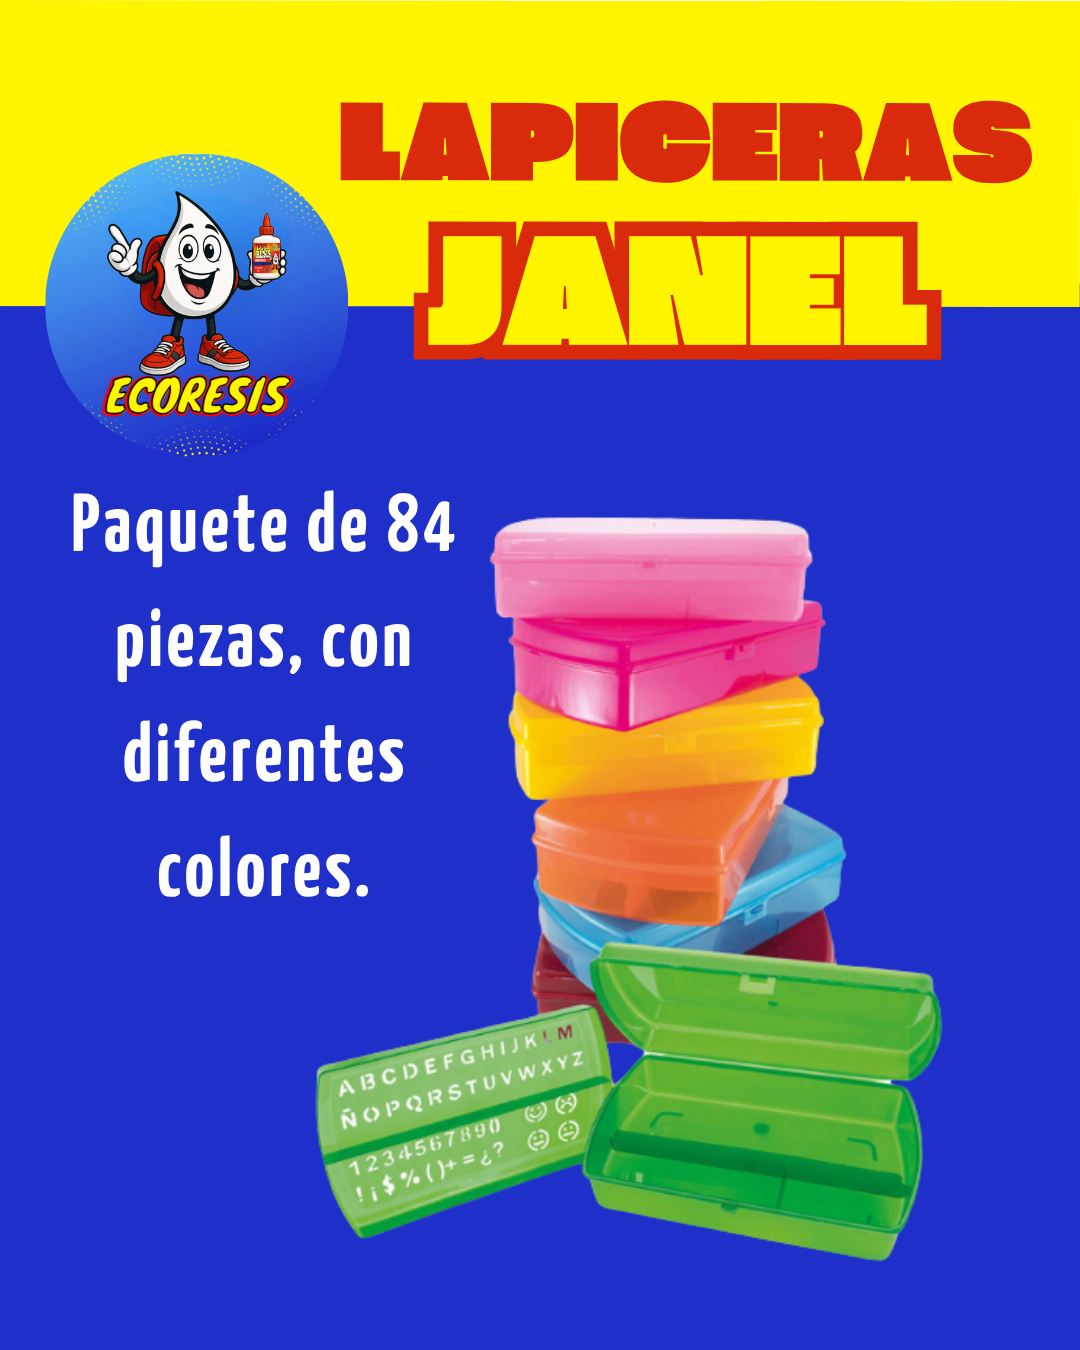 LAPICERAS
JANEL
ECORESIS
Paquete de 84
piezas, con
diferentes
colores.
ABCDEFGHIJKLM
ÑOPQRSTUVWXYZ
1234567890
!¡$%()+=¿?